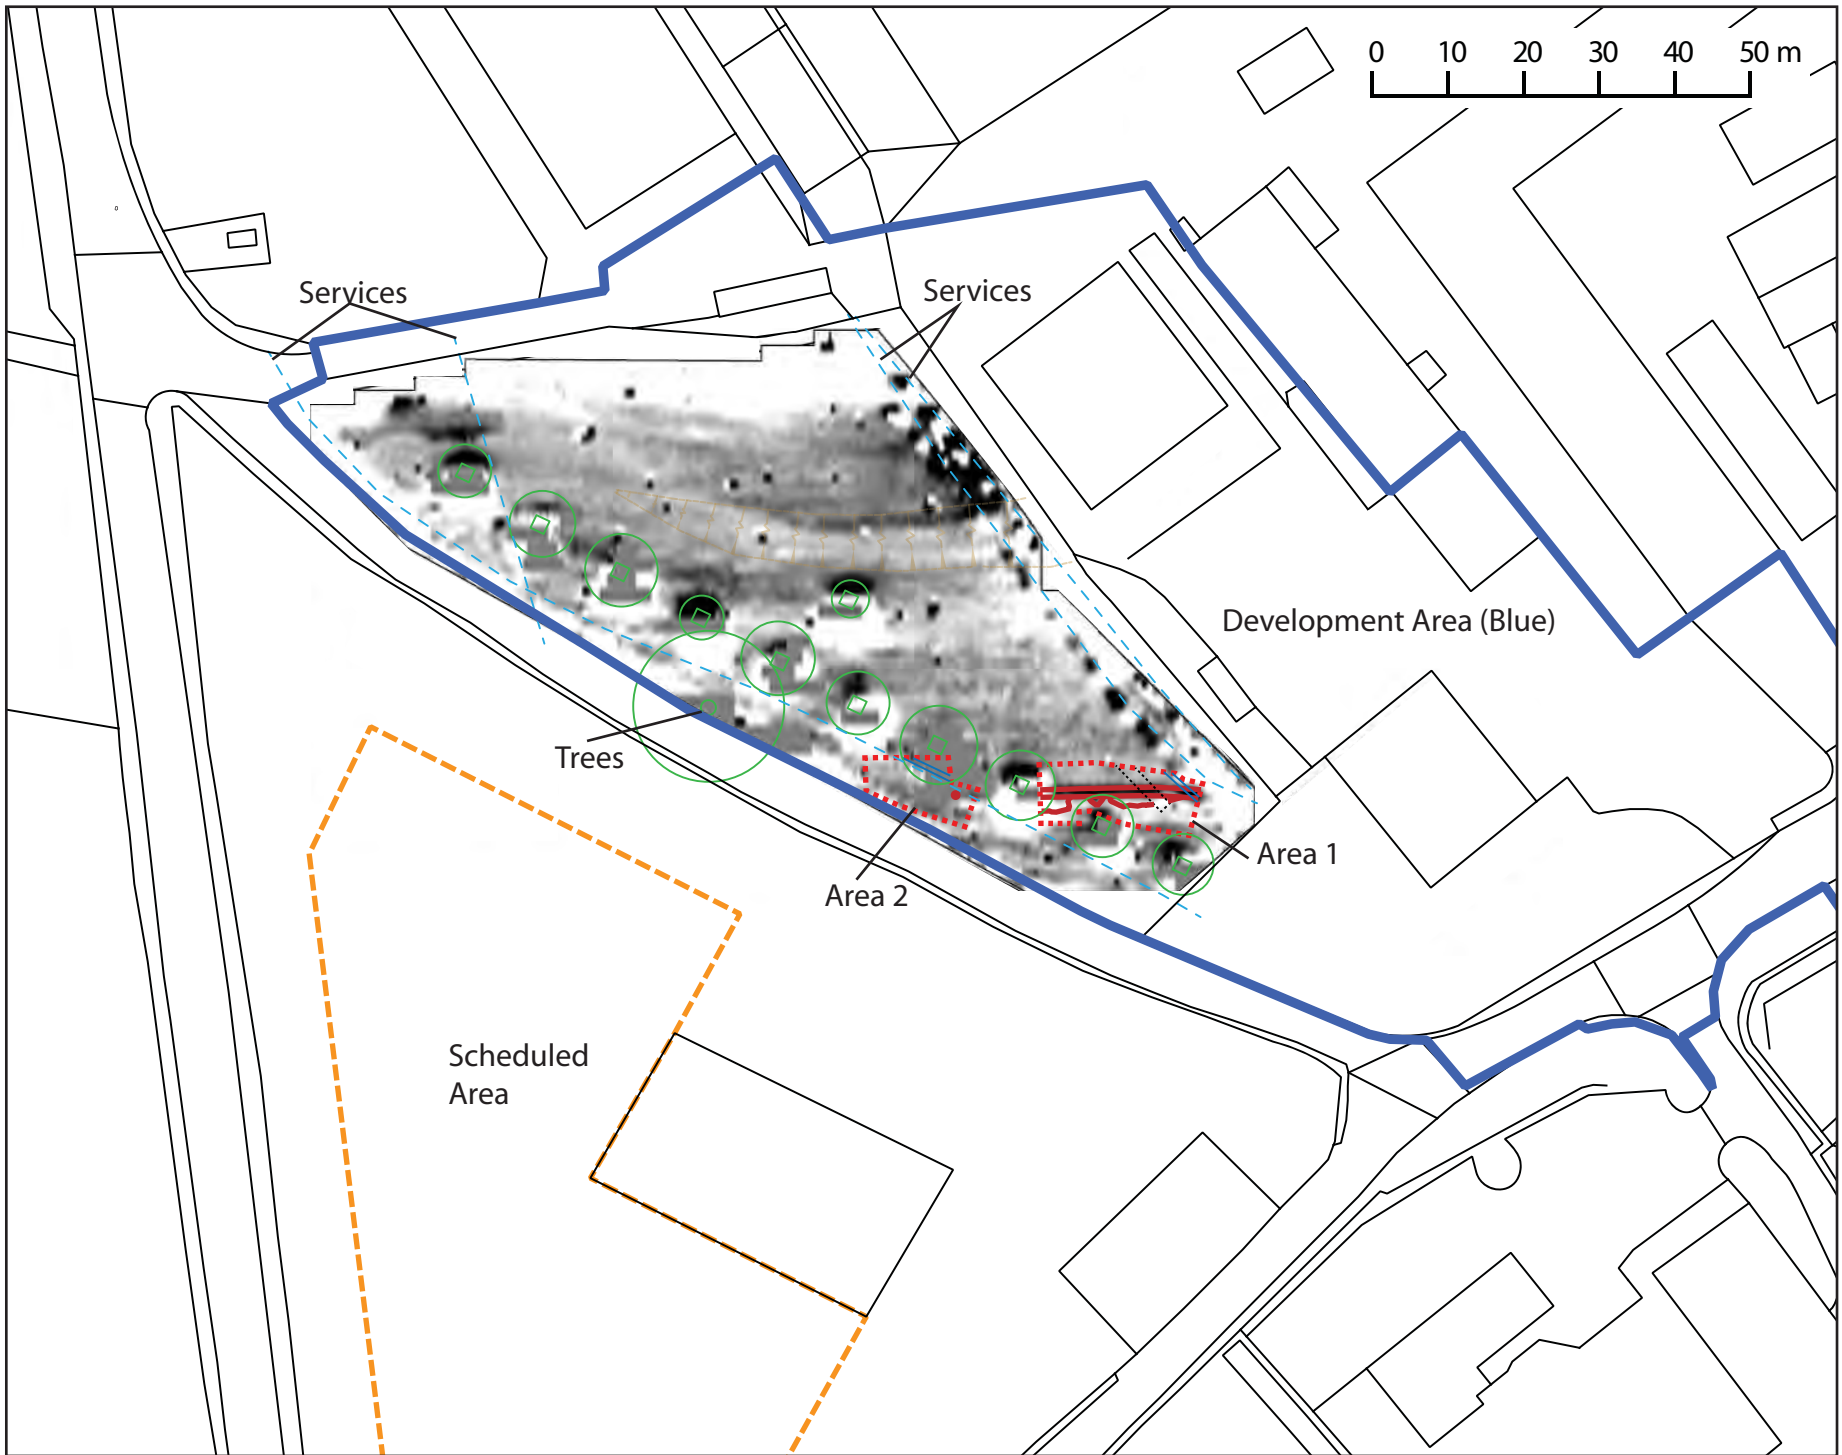 0 10 20 30 40 50 m
Services
Services
Development Area (Blue)
Trees
Area 1
Area 2
Scheduled
Area